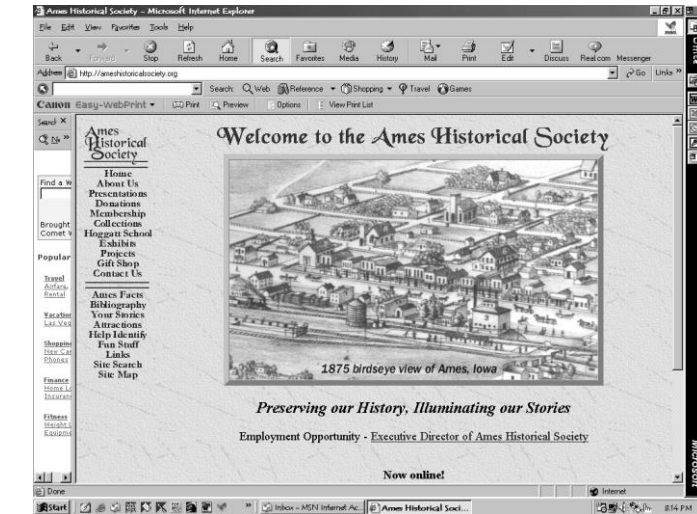 Ames Historical Society - Microsoft Internet Explorer
File Edit View Favorites Tools Help
Back Forward Stop Refresh Home Search Favorites Media History Mail Print Edit Discuss Real.com Messenger
Address http://ameshistoricalsociety.org Go Links »
Search: Web Reference Shopping Travel Games
Canon Easy-WebPrint Print Preview Options View Print List
Search X
Find a W
Brought
Comet
Popular
Travel
Airfare,
Rental
Vacation
Las Veg
Shopping
New Car
Phones
Finance
Home Lo
Insuran
Fitness
Height
Equipme
Ames
Historical
Society
Home
About Us
Presentations
Donations
Membership
Collections
Hoggatt School
Exhibits
Projects
Gift Shop
Contact Us
Ames Facts
Bibliography
Your Stories
Attractions
Help Identify
Fun Stuff
Links
Site Search
Site Map
Welcome to the Ames Historical Society
1875 birdseye view of Ames, Iowa
Preserving our History, Illuminating our Stories
Employment Opportunity - Executive Director of Ames Historical Society
Now online!
Done Internet
Start Inbox - MSN Internet Ac... Ames Historical Soci... 8:14 PM
Office
Microsoft